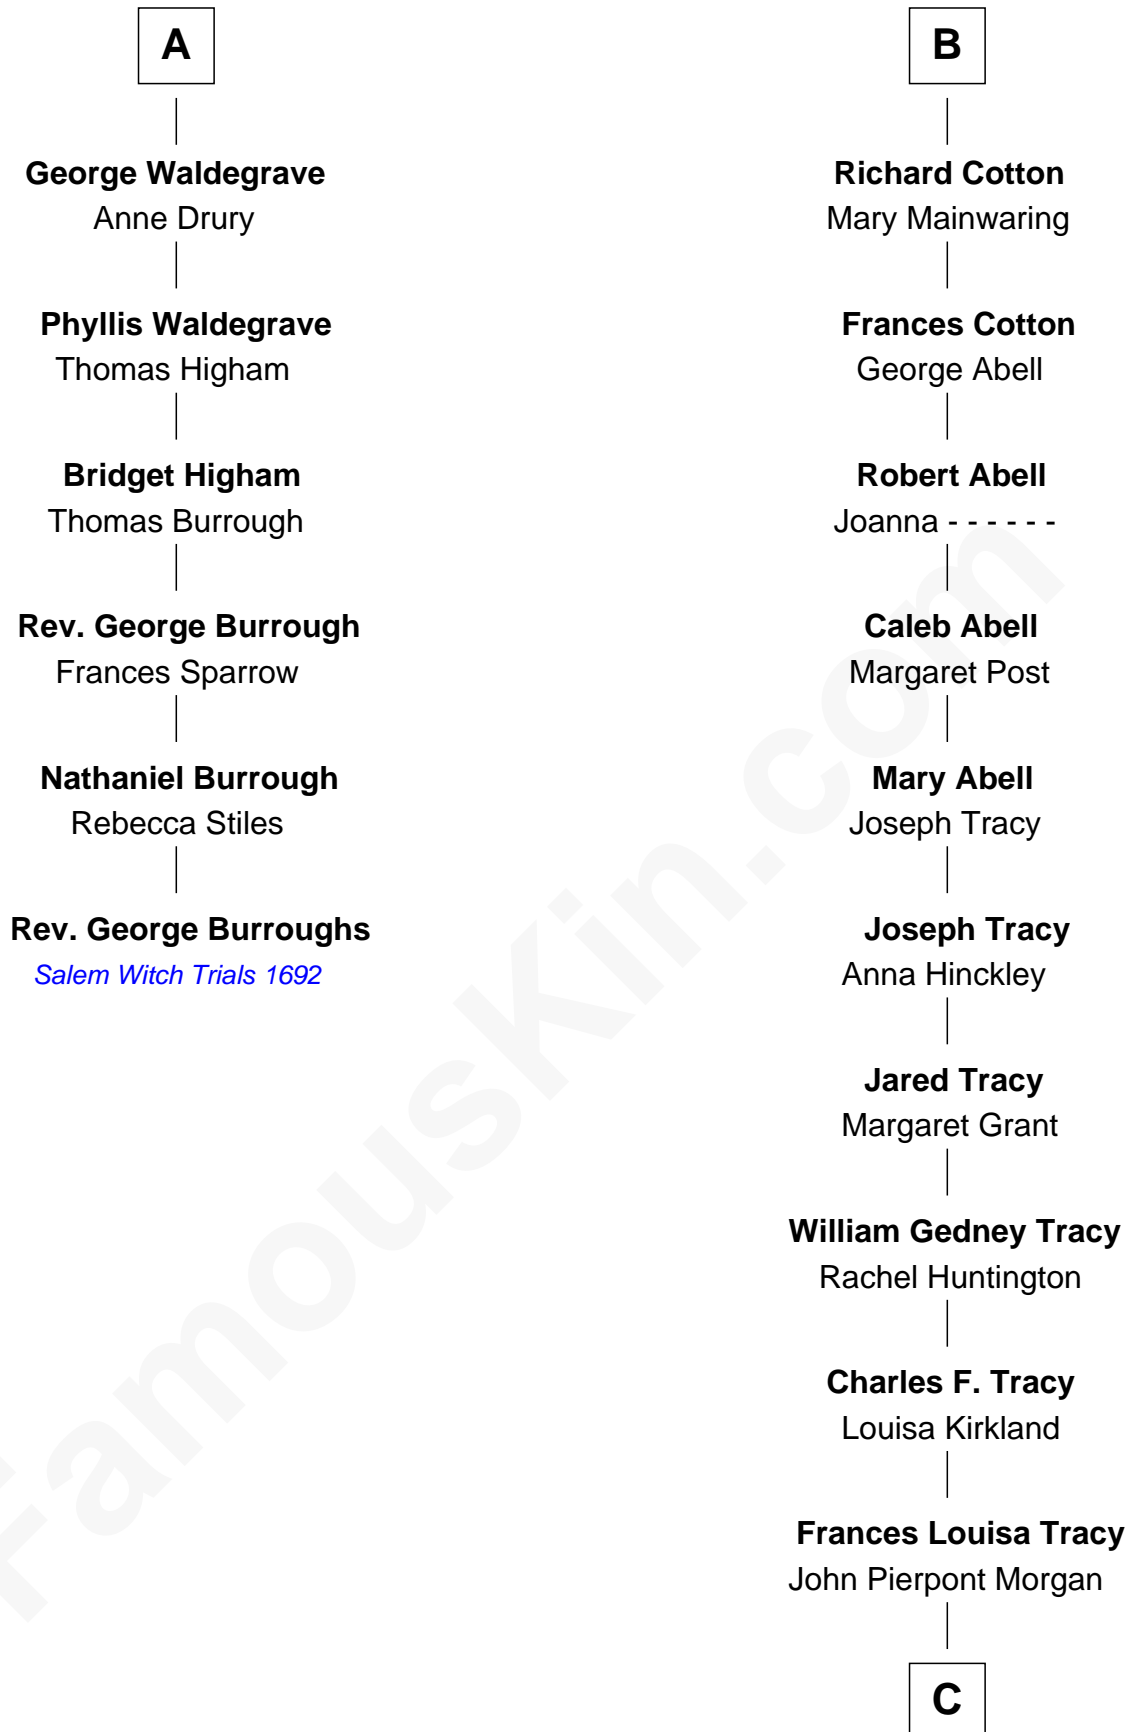 A
George Waldegrave
Anne Drury
Phyllis Waldegrave
Thomas Higham
Bridget Higham
Thomas Burrough
Rev. George Burrough
Frances Sparrow
Nathaniel Burrough
Rebecca Stiles
Rev. George Burroughs
Salem Witch Trials 1692
B
Richard Cotton
Mary Mainwaring
Frances Cotton
George Abell
Robert Abell
Joanna - - - - - -
Caleb Abell
Margaret Post
Mary Abell
Joseph Tracy
Joseph Tracy
Anna Hinckley
Jared Tracy
Margaret Grant
William Gedney Tracy
Rachel Huntington
Charles F. Tracy
Louisa Kirkland
Frances Louisa Tracy
John Pierpont Morgan
C
FamousKin.com